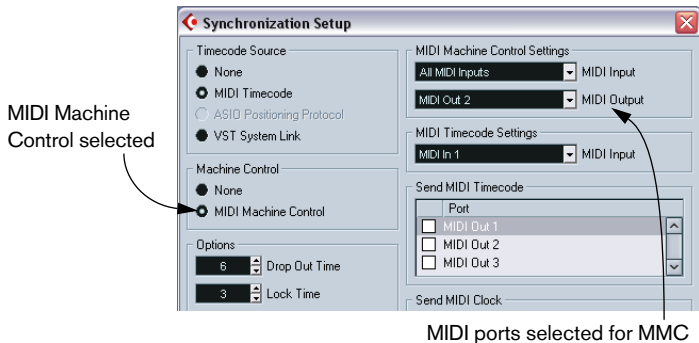 Synchronization Setup
Timecode Source
None
MIDI Timecode
ASIO Positioning Protocol
VST System Link
Machine Control
None
MIDI Machine Control
Options
6 Drop Out Time
3 Lock Time
MIDI Machine Control Settings
All MIDI Inputs MIDI Input
MIDI Out 2 MIDI Output
MIDI Timecode Settings
MIDI In 1 MIDI Input
Send MIDI Timecode
Port
MIDI Out 1
MIDI Out 2
MIDI Out 3
Send MIDI Clock
MIDI Machine
Control selected
MIDI ports selected for MMC